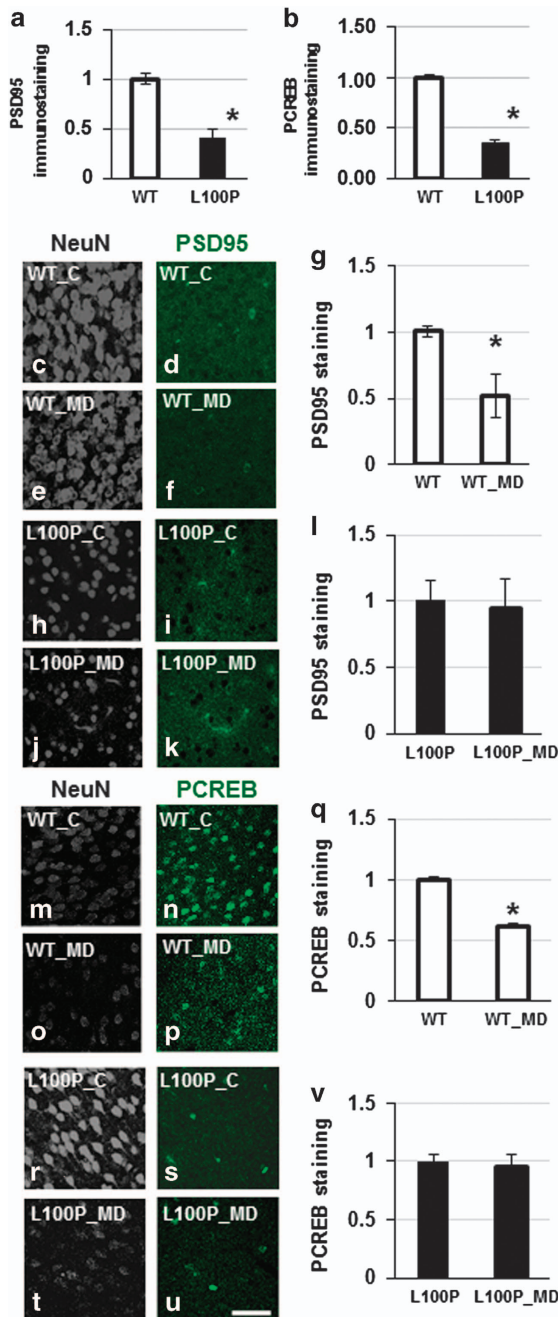 a
PSD95
immunostaining
1
0.5
0
*
WT L100P
b
PCREB
immunostaining
1.00
0.50
0.00
*
WT L100P
NeuN PSD95
WT_C
c
WT_C
d
WT_MD
e
WT_MD
f
g
PSD95 staining
1.5
1
0.5
0
*
WT WT_MD
L100P_C
h
L100P_C
i
L100P_MD
j
L100P_MD
k
l
PSD95 staining
1.5
1
0.5
0
L100P L100P_MD
NeuN PCREB
WT_C
m
WT_C
n
WT_MD
o
WT_MD
p
q
PCREB staining
1.5
1
0.5
0
*
WT WT_MD
L100P_C
r
L100P_C
s
L100P_MD
t
L100P_MD
u
v
PCREB staining
1.5
1
0.5
0
L100P L100P_MD